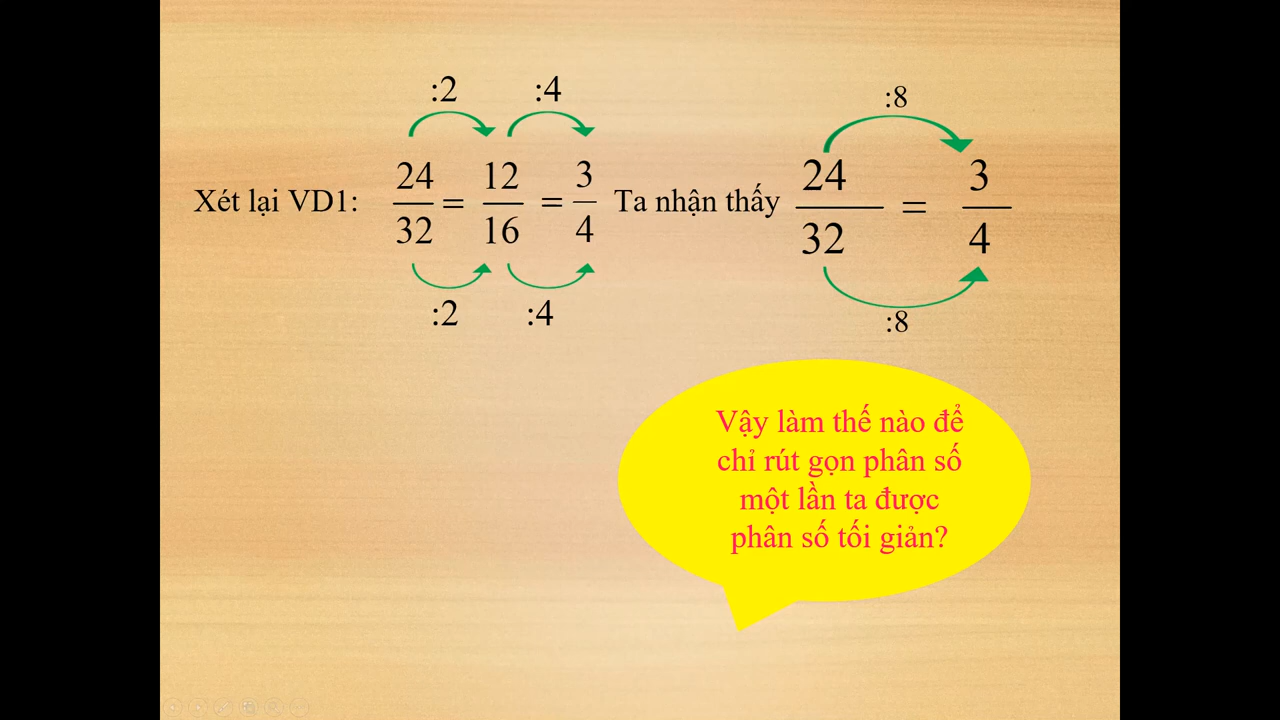 :2 :4 :8
24 12 3 24 3
Xét lại VD1: = = Ta nhận thấy =
32 16 4 32 4
:2 :4 :8
Vậy làm thế nào để
chỉ rút gọn phân số
một lần ta được
phân số tối giản?